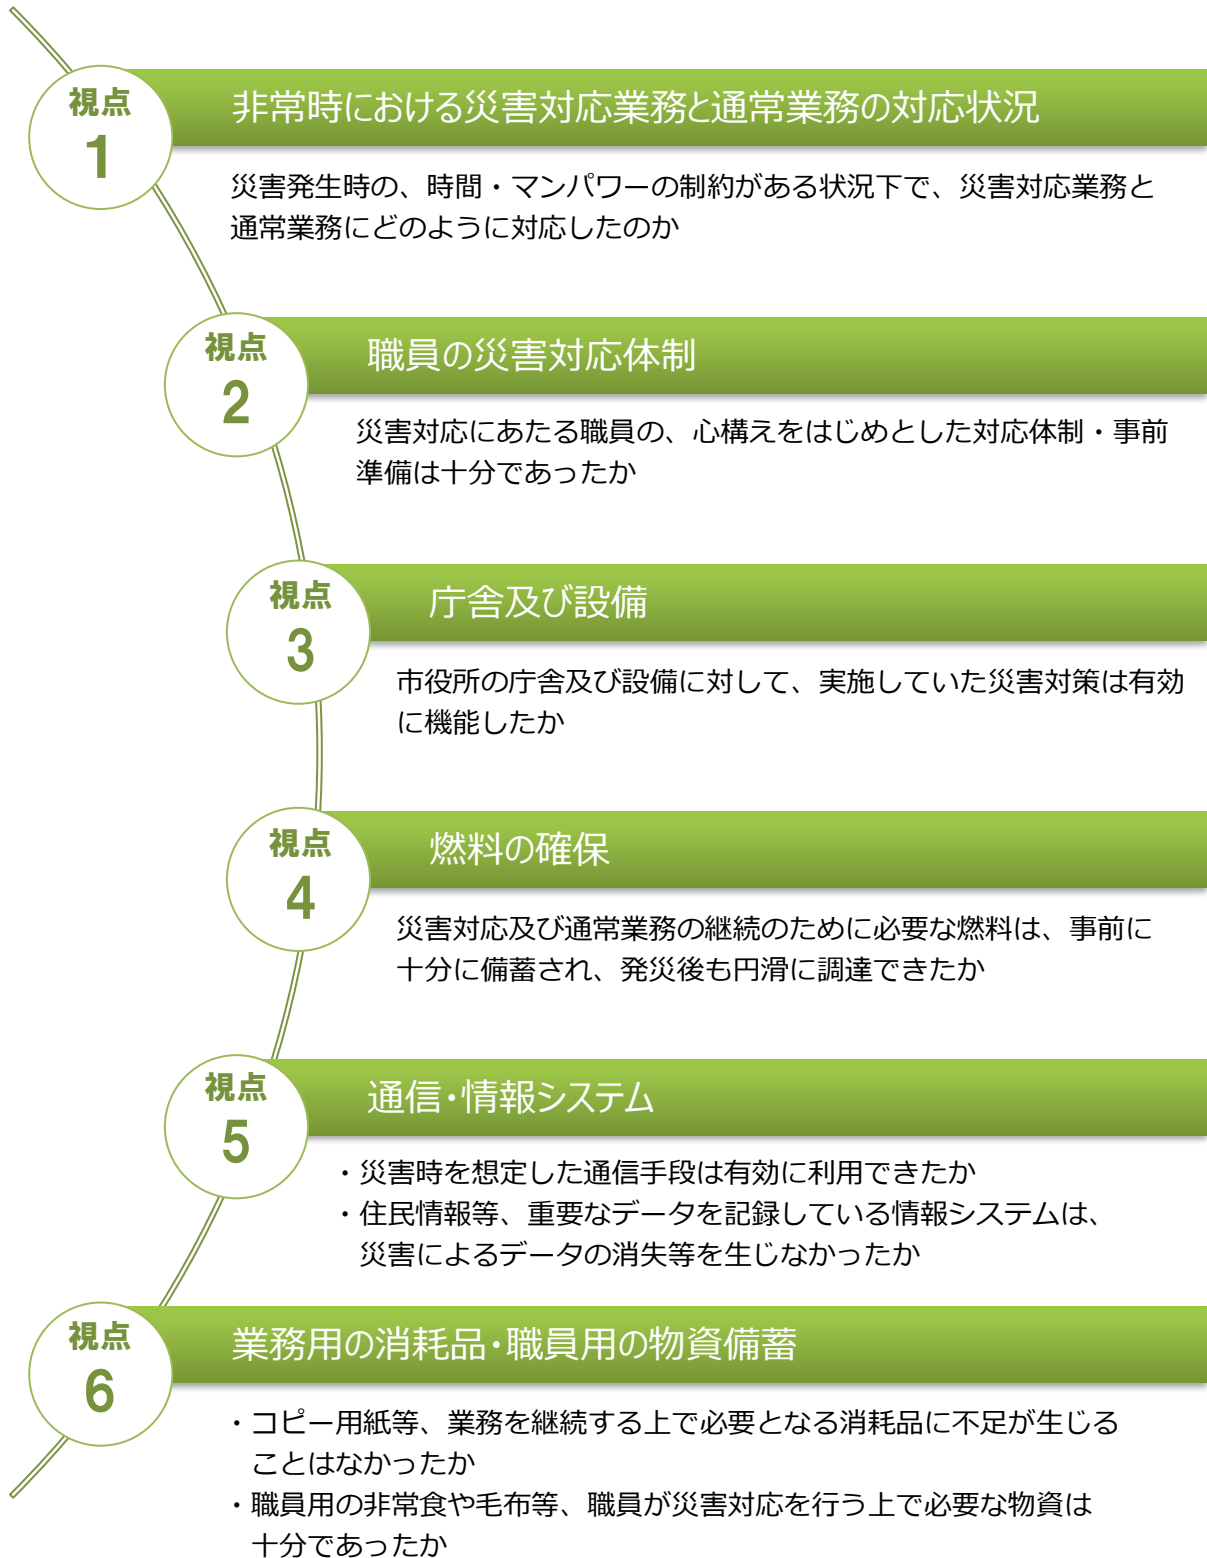 視点
1
非常時における災害対応業務と通常業務の対応状況
災害発生時の、時間・マンパワーの制約がある状況下で、災害対応業務と
通常業務にどのように対応したのか
視点
2
職員の災害対応体制
災害対応にあたる職員の、心構えをはじめとした対応体制・事前
準備は十分であったか
視点
3
庁舎及び設備
市役所の庁舎及び設備に対して、実施していた災害対策は有効
に機能したか
視点
4
燃料の確保
災害対応及び通常業務の継続のために必要な燃料は、事前に
十分に備蓄され、発災後も円滑に調達できたか
視点
5
通信・情報システム
・災害時を想定した通信手段は有効に利用できたか
・住民情報等、重要なデータを記録している情報システムは、
災害によるデータの消失等を生じなかったか
視点
6
業務用の消耗品・職員用の物資備蓄
・コピー用紙等、業務を継続する上で必要となる消耗品に不足が生じる
ことはなかったか
・職員用の非常食や毛布等、職員が災害対応を行う上で必要な物資は
十分であったか